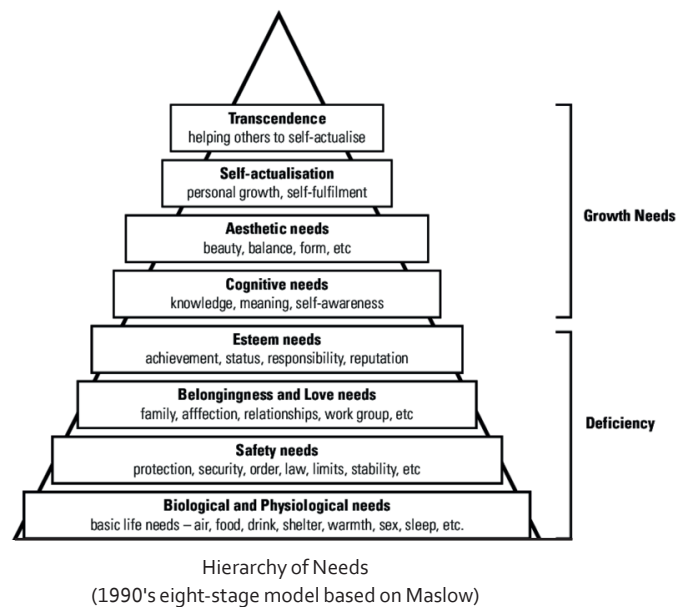 Transcendence
helping others to self-actualise
Self-actualisation
personal growth, self-fulfilment
Growth Needs
Aesthetic needs
beauty, balance, form, etc
Cognitive needs
knowledge, meaning, self-awareness
Esteem needs
achievement, status, responsibility, reputation
Belongingness and Love needs
family, afffection, relationships, work group, etc
Deficiency
Safety needs
protection, security, order, law, limits, stability, etc
Biological and Physiological needs
basic life needs – air, food, drink, shelter, warmth, sex, sleep, etc.
Hierarchy of Needs
(1990's eight-stage model based on Maslow)